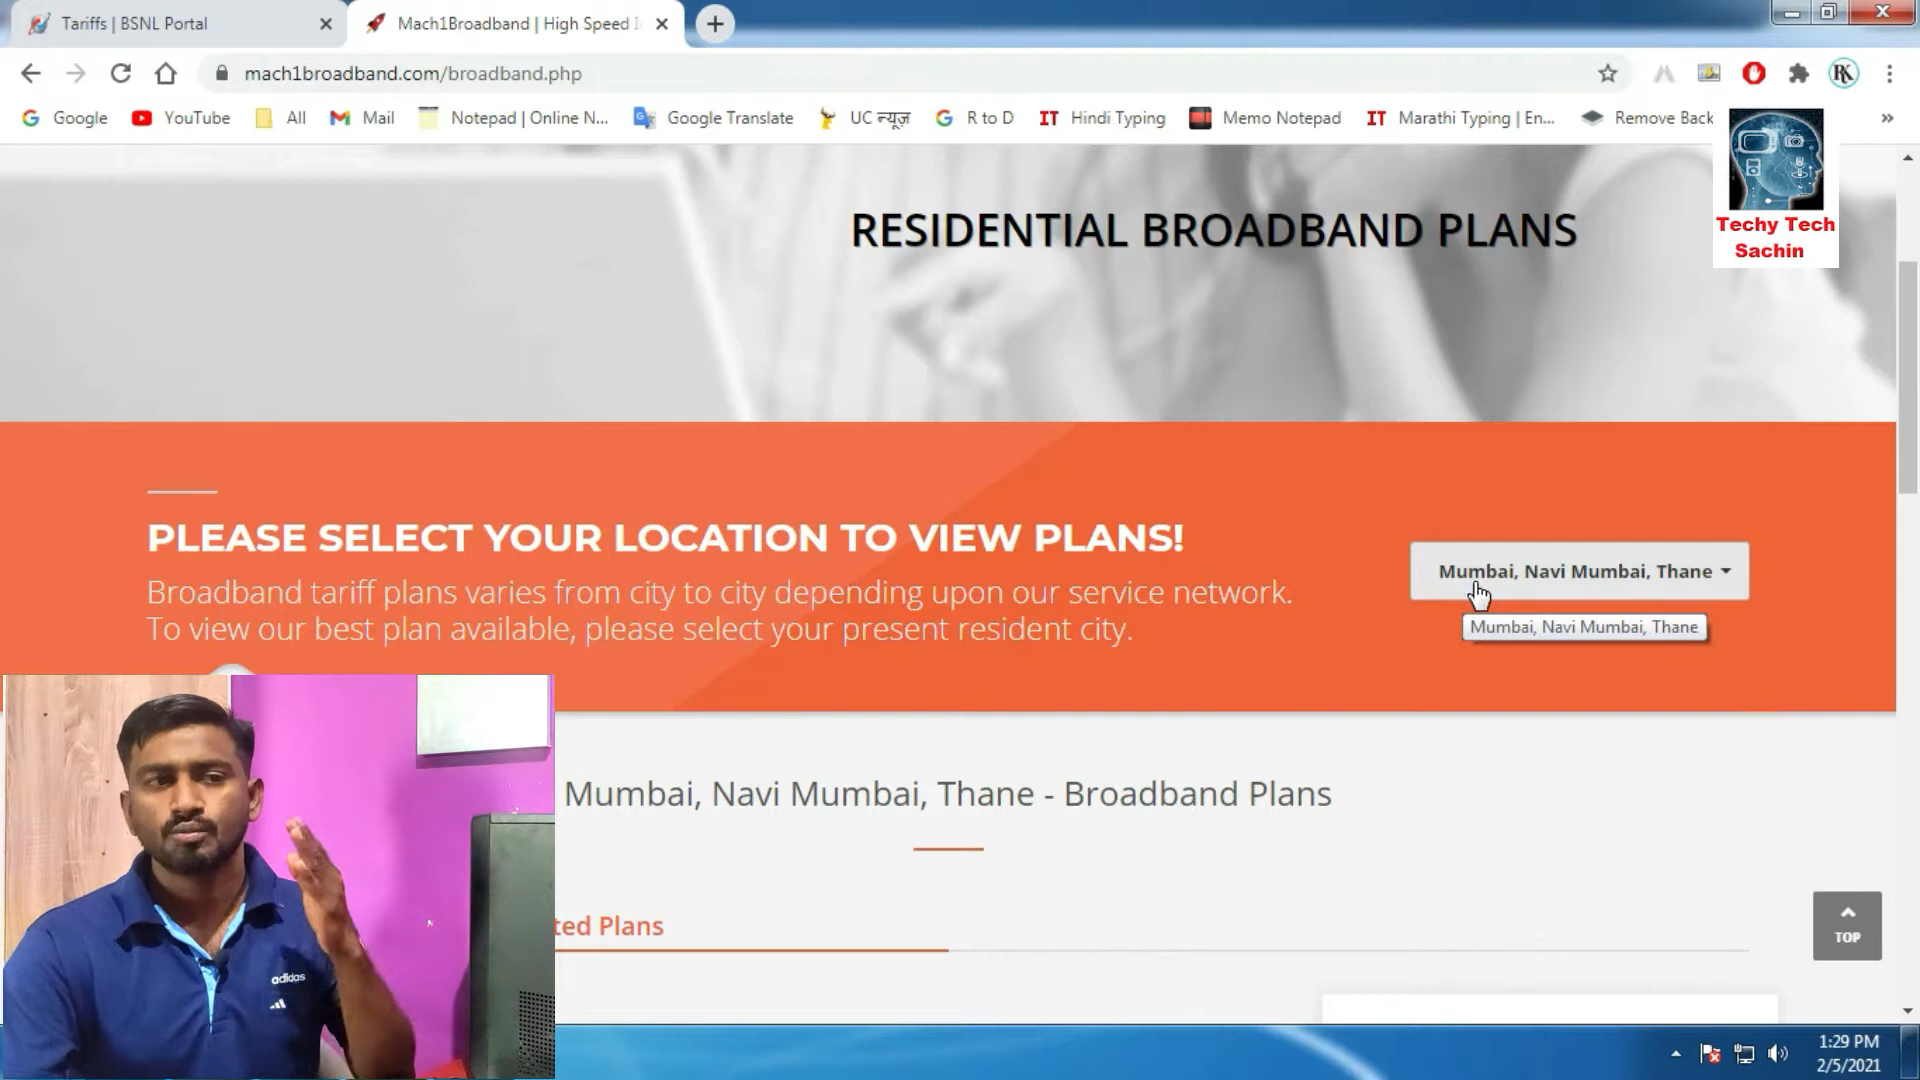 Tariffs | BSNL Portal
Mach1Broadband | High Speed I
mach1broadband.com/broadband.php
RK
Google
YouTube
All
Mail
Notepad | Online N...
Google Translate
UC न्यूज़
R to D
IT Hindi Typing
Memo Notepad
IT Marathi Typing | En...
Remove Back
»
Techy Tech
Sachin
RESIDENTIAL BROADBAND PLANS
PLEASE SELECT YOUR LOCATION TO VIEW PLANS!
Broadband tariff plans varies from city to city depending upon our service network.
To view our best plan available, please select your present resident city.
Mumbai, Navi Mumbai, Thane
Mumbai, Navi Mumbai, Thane
Mumbai, Navi Mumbai, Thane - Broadband Plans
ted Plans
TOP
adidas
1:29 PM
2/5/2021